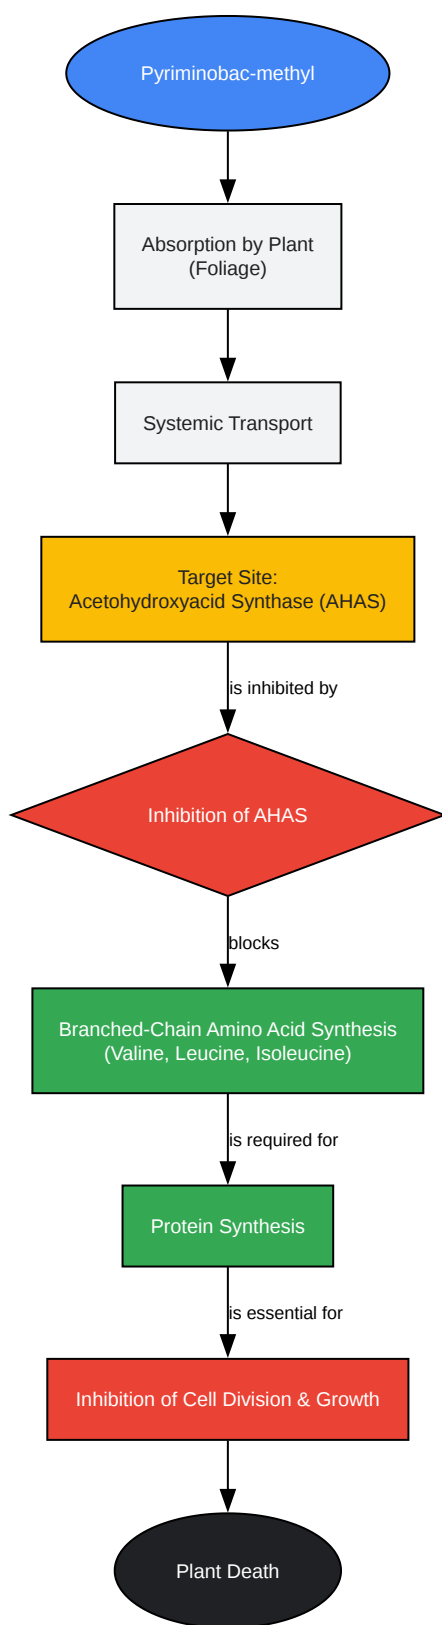 Pyriminobac-methyl
Absorption by Plant
(Foliage)
Systemic Transport
Target Site:
Acetohydroxyacid Synthase (AHAS)
is inhibited by
Inhibition of AHAS
blocks
Branched-Chain Amino Acid Synthesis
(Valine, Leucine, Isoleucine)
is required for
Protein Synthesis
is essential for
Inhibition of Cell Division & Growth
Plant Death